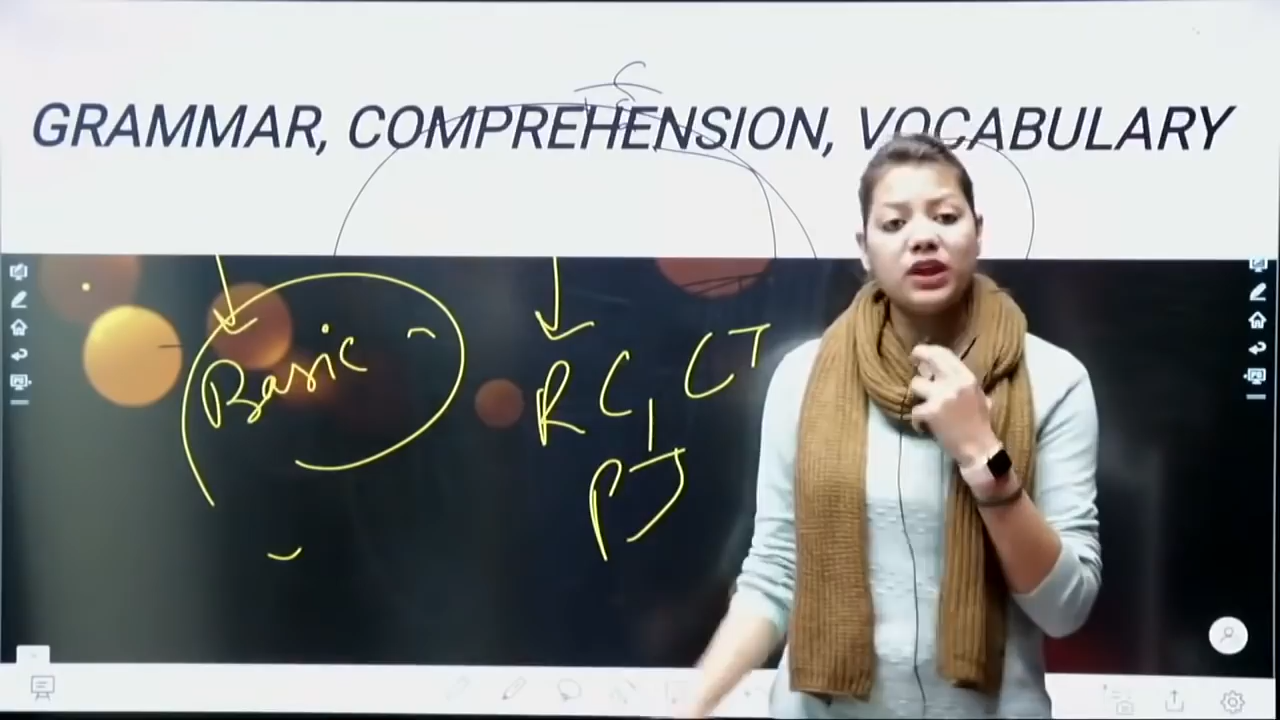 GRAMMAR, COMPREHENSION, VOCABULARY
Basic
RC, CT
PJ